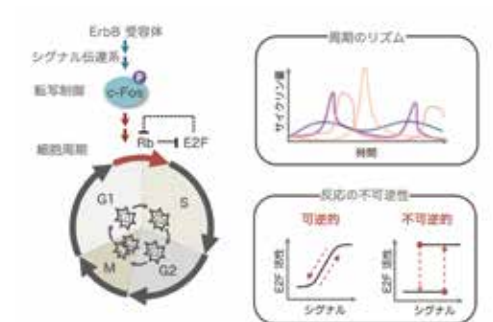 ErbB 受容体
シグナル伝達系
転写制御
P
c-Fos
細胞周期
Rb
E2F
G1
S
M
G2
周期のリズム
サイクリン量
時間
反応の不可逆性
可逆的
不可逆的
E2F 活性
シグナル
E2F 活性
シグナル